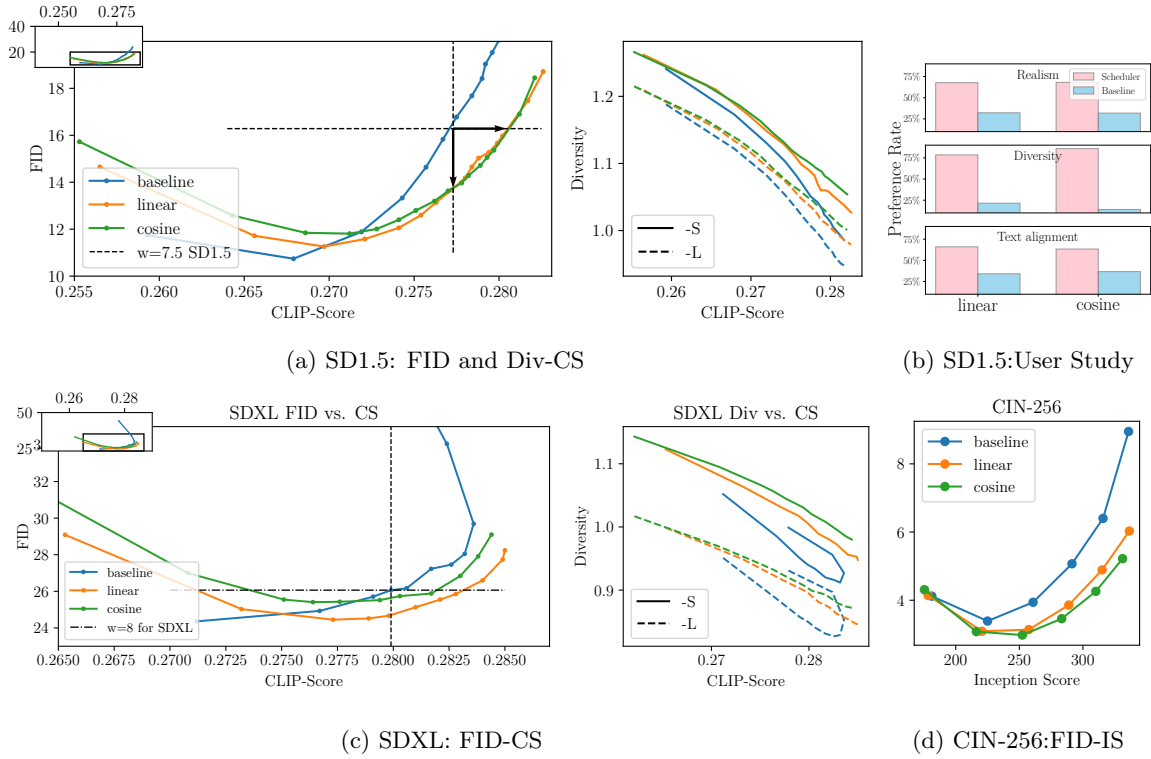 0.250 0.275
40
20
18
16
14
12
10
FID
baseline
linear
cosine
w=7.5 SD1.5
0.255 0.260 0.265 0.270 0.275 0.280
CLIP-Score
1.2
1.1
1.0
Diversity
-S
-L
0.26 0.27 0.28
CLIP-Score
Preference Rate
Realism
Scheduler
Baseline
75%
50%
25%
Diversity
75%
50%
25%
Text alignment
75%
50%
25%
linear cosine
(a) SD1.5: FID and Div-CS
(b) SD1.5:User Study
SDXL FID vs. CS
0.26 0.28
50
25
32
30
28
26
24
FID
baseline
linear
cosine
w=8 for SDXL
0.2650 0.2675 0.2700 0.2725 0.2750 0.2775 0.2800 0.2825 0.2850
CLIP-Score
SDXL Div vs. CS
1.1
1.0
0.9
Diversity
-S
-L
0.27 0.28
CLIP-Score
CIN-256
8
6
4
baseline
linear
cosine
200 250 300
Inception Score
(c) SDXL: FID-CS
(d) CIN-256:FID-IS